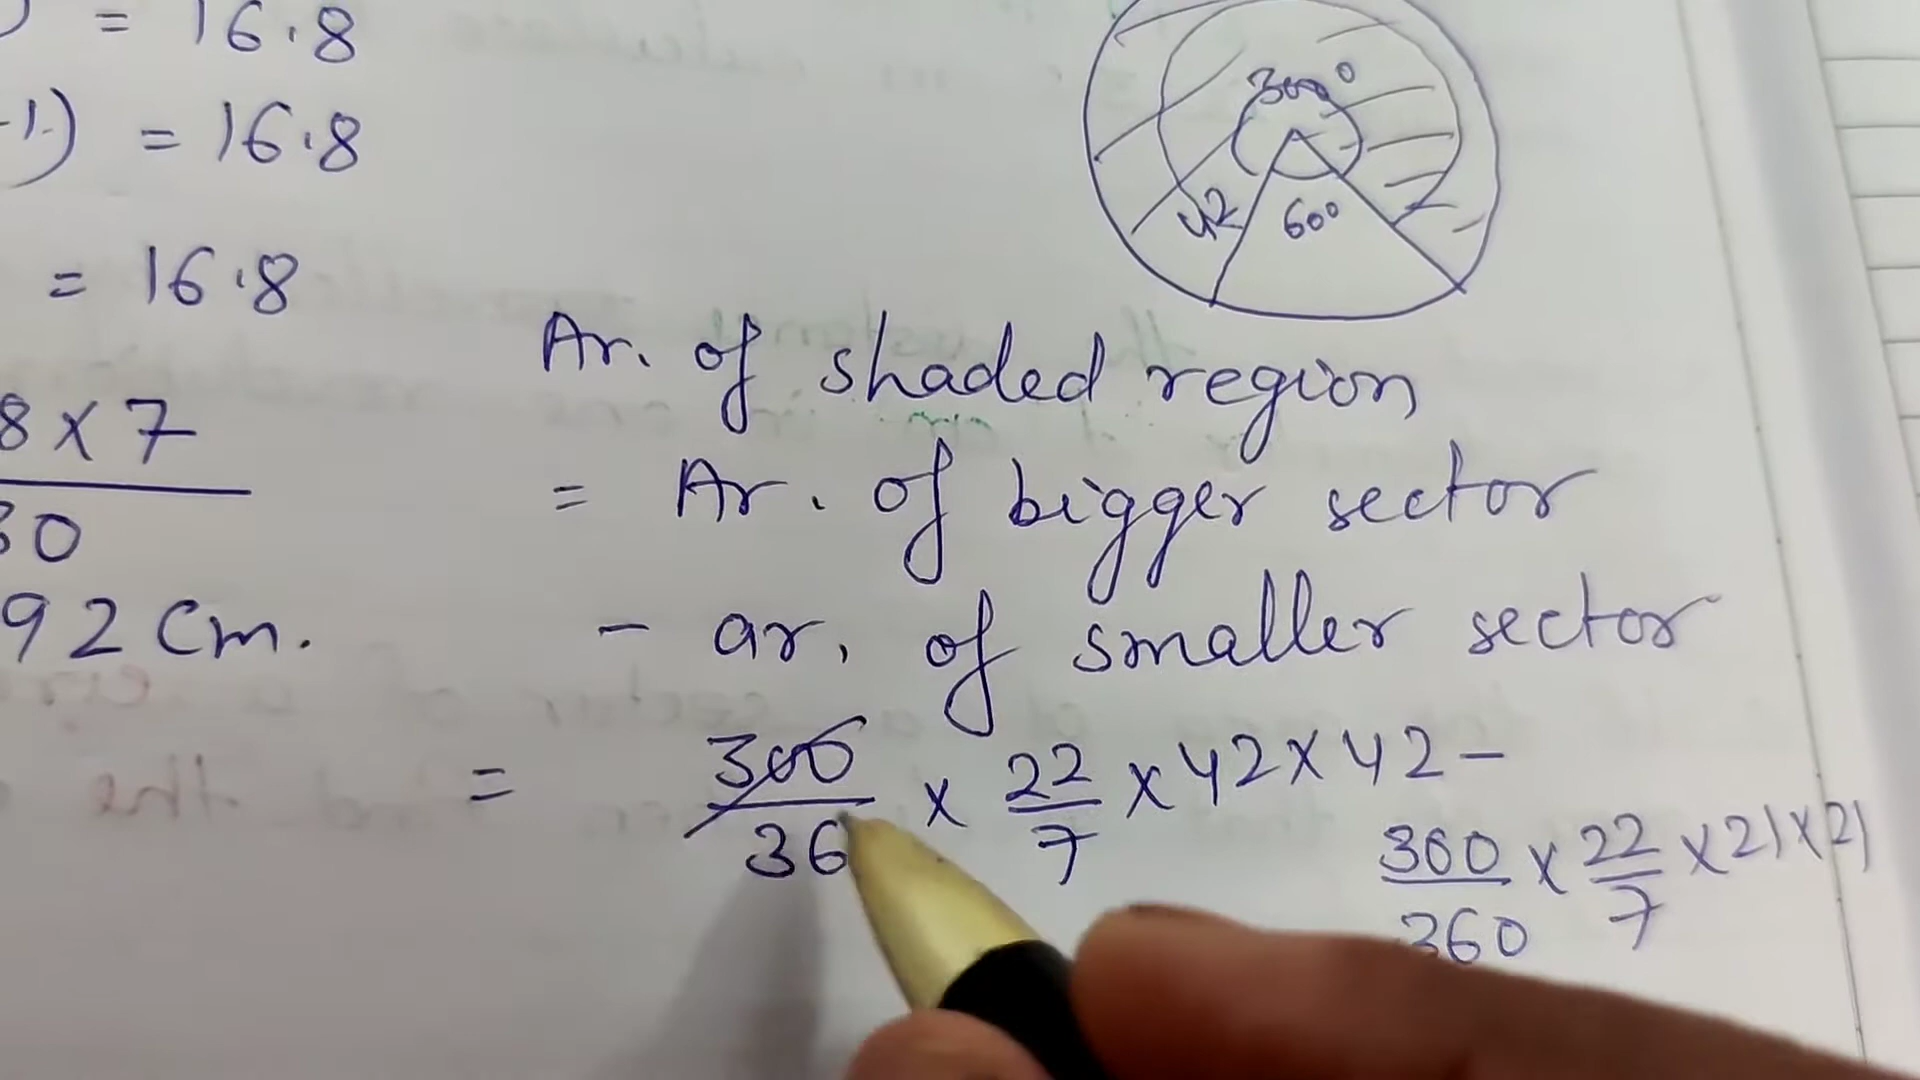 = 16.8
-1) = 16.8
= 16.8
8 x 7
30
92 cm.
300°
42
60°
Ar. of shaded region
= Ar. of bigger sector
- ar. of smaller sector
= 300/36 x 22/7 x 42 x 42 -
300/360 x 22/7 x 21 x 21